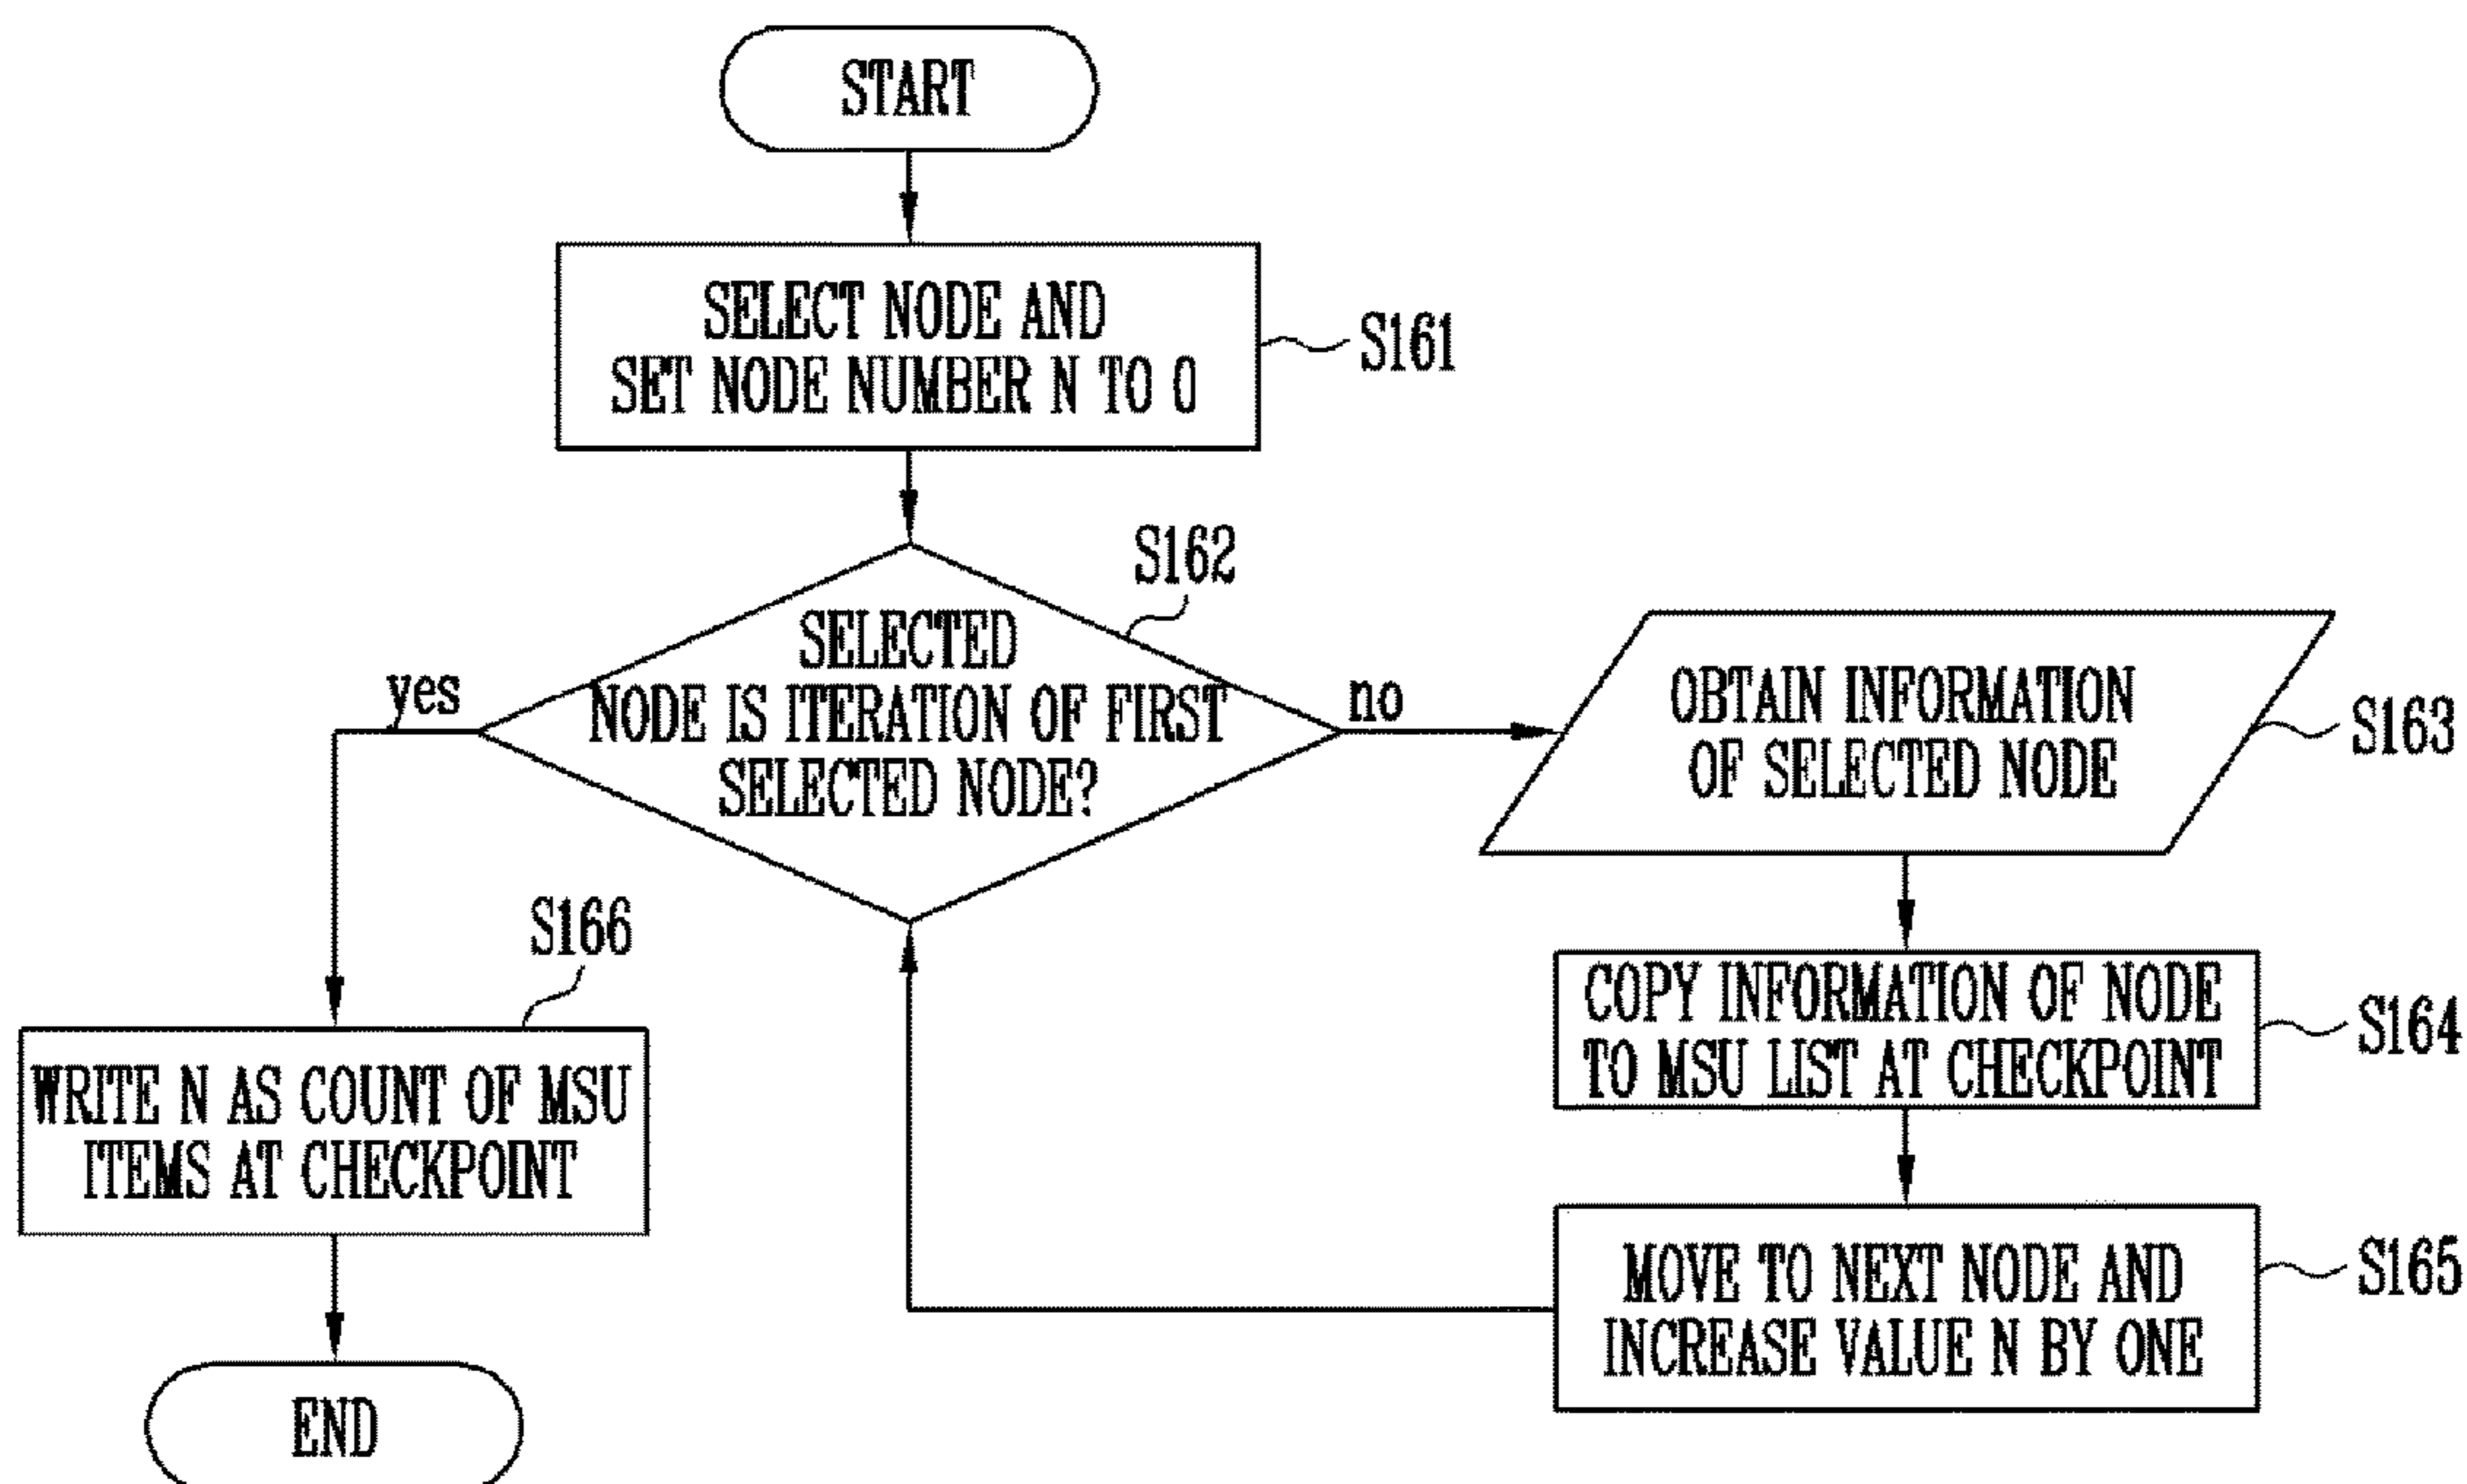 START
SELECT NODE AND
SET NODE NUMBER N TO 0
S161
S162
SELECTED
NODE IS ITERATION OF FIRST
SELECTED NODE?
yes
no
OBTAIN INFORMATION
OF SELECTED NODE
S163
COPY INFORMATION OF NODE
TO MSU LIST AT CHECKPOINT
S164
MOVE TO NEXT NODE AND
INCREASE VALUE N BY ONE
S165
S166
WRITE N AS COUNT OF MSU
ITEMS AT CHECKPOINT
END